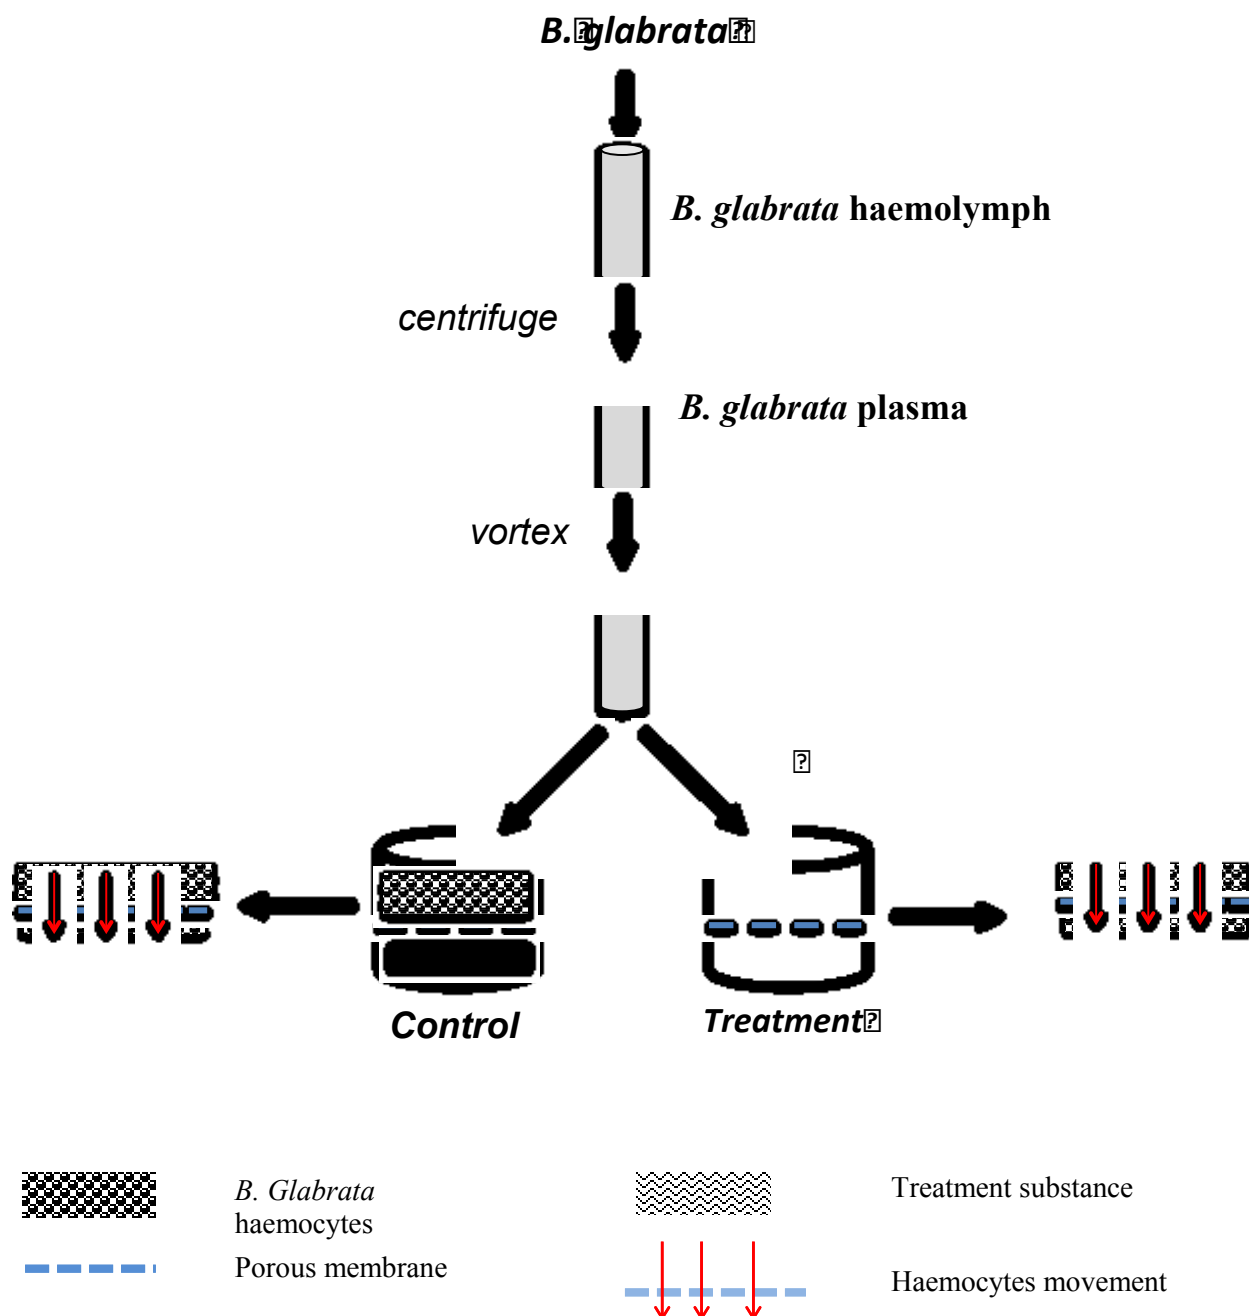 B. glabrata
B. glabrata haemolymph
centrifuge
B. glabrata plasma
vortex
Control
Treatment
B. Glabrata
haemocytes
Treatment substance
Porous membrane
Haemocytes movement